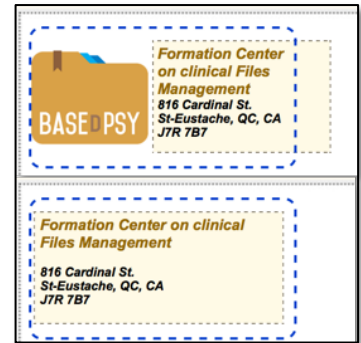 BASEDPSY
Formation Center
on clinical Files
Management
816 Cardinal St.
St-Eustache, QC, CA
J7R 7B7
Formation Center on clinical
Files Management
816 Cardinal St.
St-Eustache, QC, CA
J7R 7B7